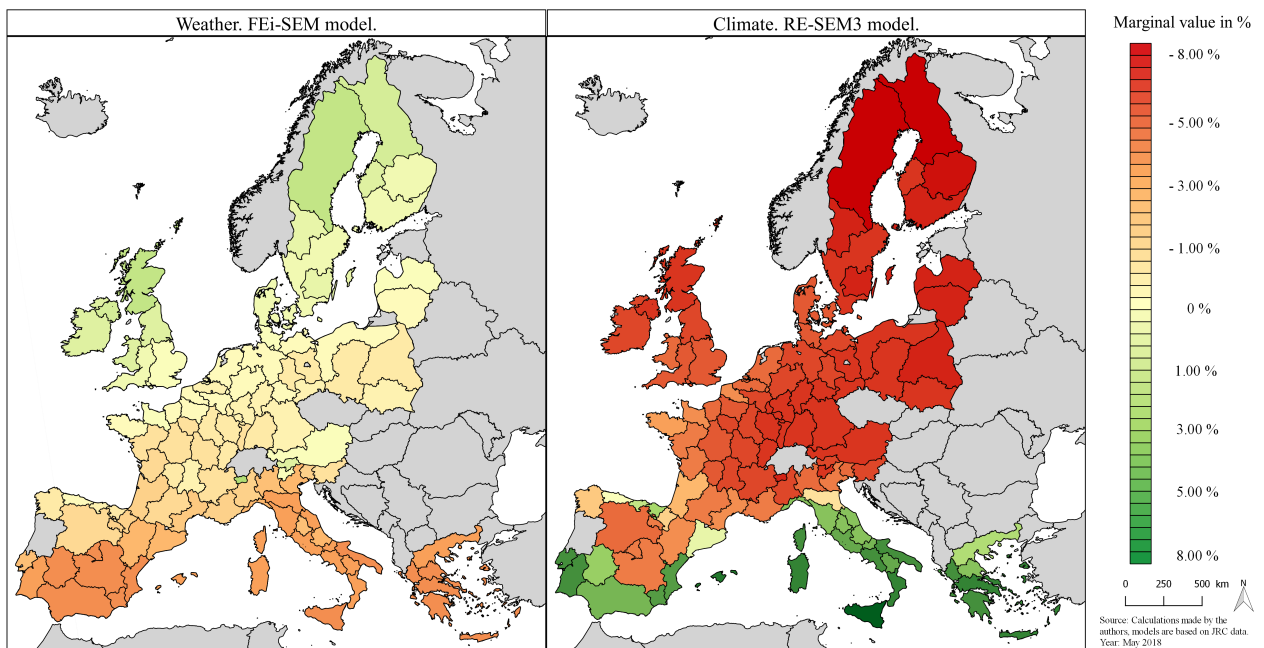 Weather. FEi-SEM model.
Climate. RE-SEM3 model.
Marginal value in %
- 8.00 %
- 5.00 %
- 3.00 %
- 1.00 %
0 %
1.00 %
3.00 %
5.00 %
8.00 %
0 250 500 km N
Source: Calculations made by the
authors, models are based on JRC data.
Year: May 2018